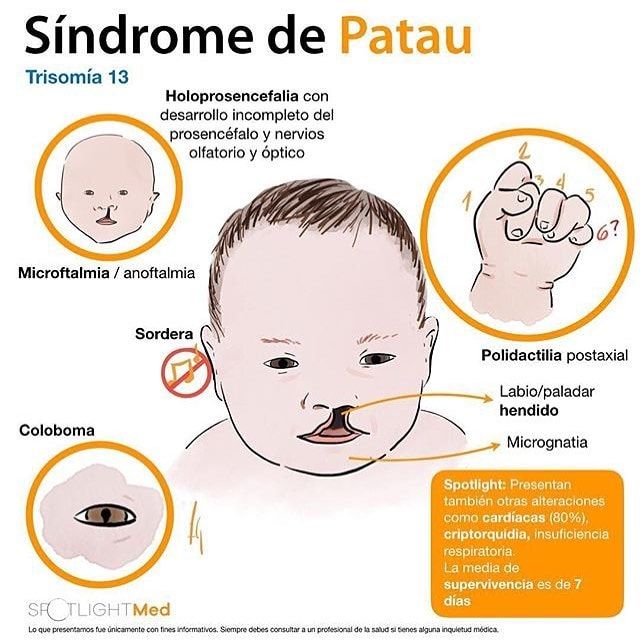 Síndrome de Patau
Trisomía 13
Holoprosencefalia con
desarrollo incompleto del
prosencéfalo y nervios
olfatorio y óptico
Microftalmia / anoftalmia
1
2
3
4
5
6?
Polidactilia postaxial
Sordera
Labio/paladar
hendido
Micrognatia
Coloboma
Spotlight: Presentan
también otras alteraciones
como cardíacas (80%),
criptorquidia, insuficiencia
respiratoria.
La media de
supervivencia es de 7
días
SPOTLIGHTMed
Lo que presentamos fue únicamente con fines informativos. Siempre debes consultar a un profesional de la salud si tienes alguna inquietud médica.